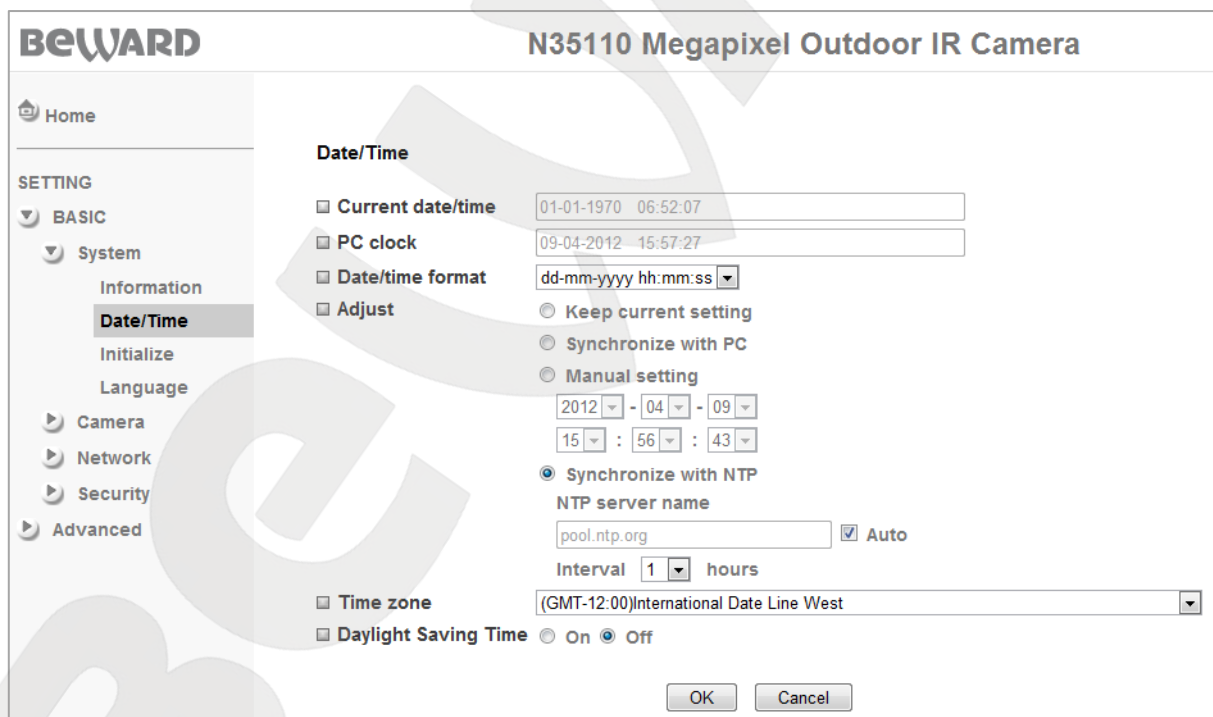 BEWARD
N35110 Megapixel Outdoor IR Camera
Home
SETTING
BASIC
System
Information
Date/Time
Initialize
Language
Camera
Network
Security
Advanced
Date/Time
Current date/time 01-01-1970 06:52:07
PC clock 09-04-2012 15:57:27
Date/time format dd-mm-yyyy hh:mm:ss
Adjust Keep current setting
Synchronize with PC
Manual setting
2012 - 04 - 09
15 : 56 : 43
Synchronize with NTP
NTP server name
pool.ntp.org Auto
Interval 1 hours
Time zone (GMT-12:00)International Date Line West
Daylight Saving Time On Off
OK Cancel